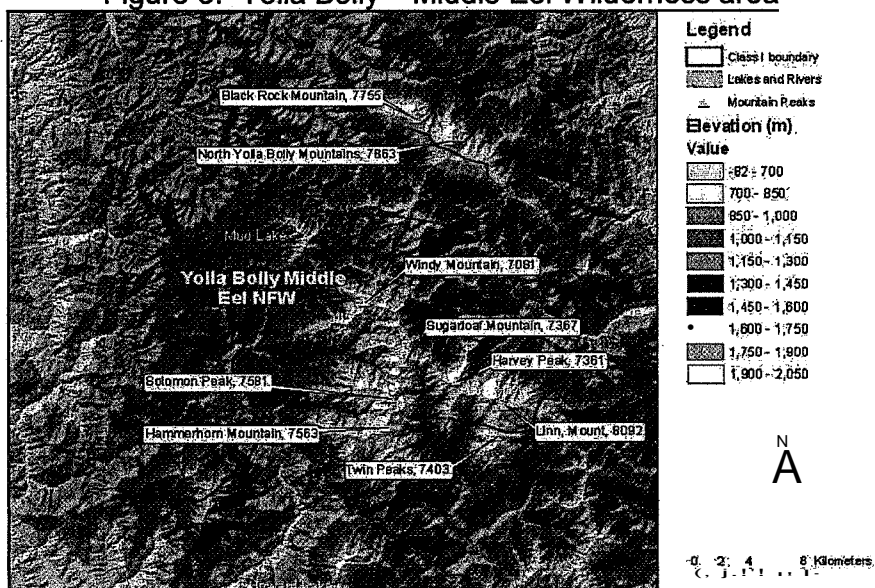 Figure 3. Yolla Bolly – Middle Eel Wilderness area
Black Rock Mountain, 7755
North Yolla Bolly Mountains, 7863
Mud Lake
Yolla Bolly Middle
Eel NFW
Windy Mountain, 7081
Sugarloaf Mountain, 7367
Harvey Peak, 7361
Solomon Peak, 7581
Hammerhorn Mountain, 7563
Linn, Mount, 8092
Twin Peaks, 7403
Legend
Class I boundary
Lakes and Rivers
Mountain Peaks
Elevation (m)
Value
-82 - 700
700 - 850
850 - 1,000
1,000 - 1,150
1,150 - 1,300
1,300 - 1,450
1,450 - 1,600
1,600 - 1,750
1,750 - 1,900
1,900 - 2,050
N
A
0 2 4 8 Kilometers